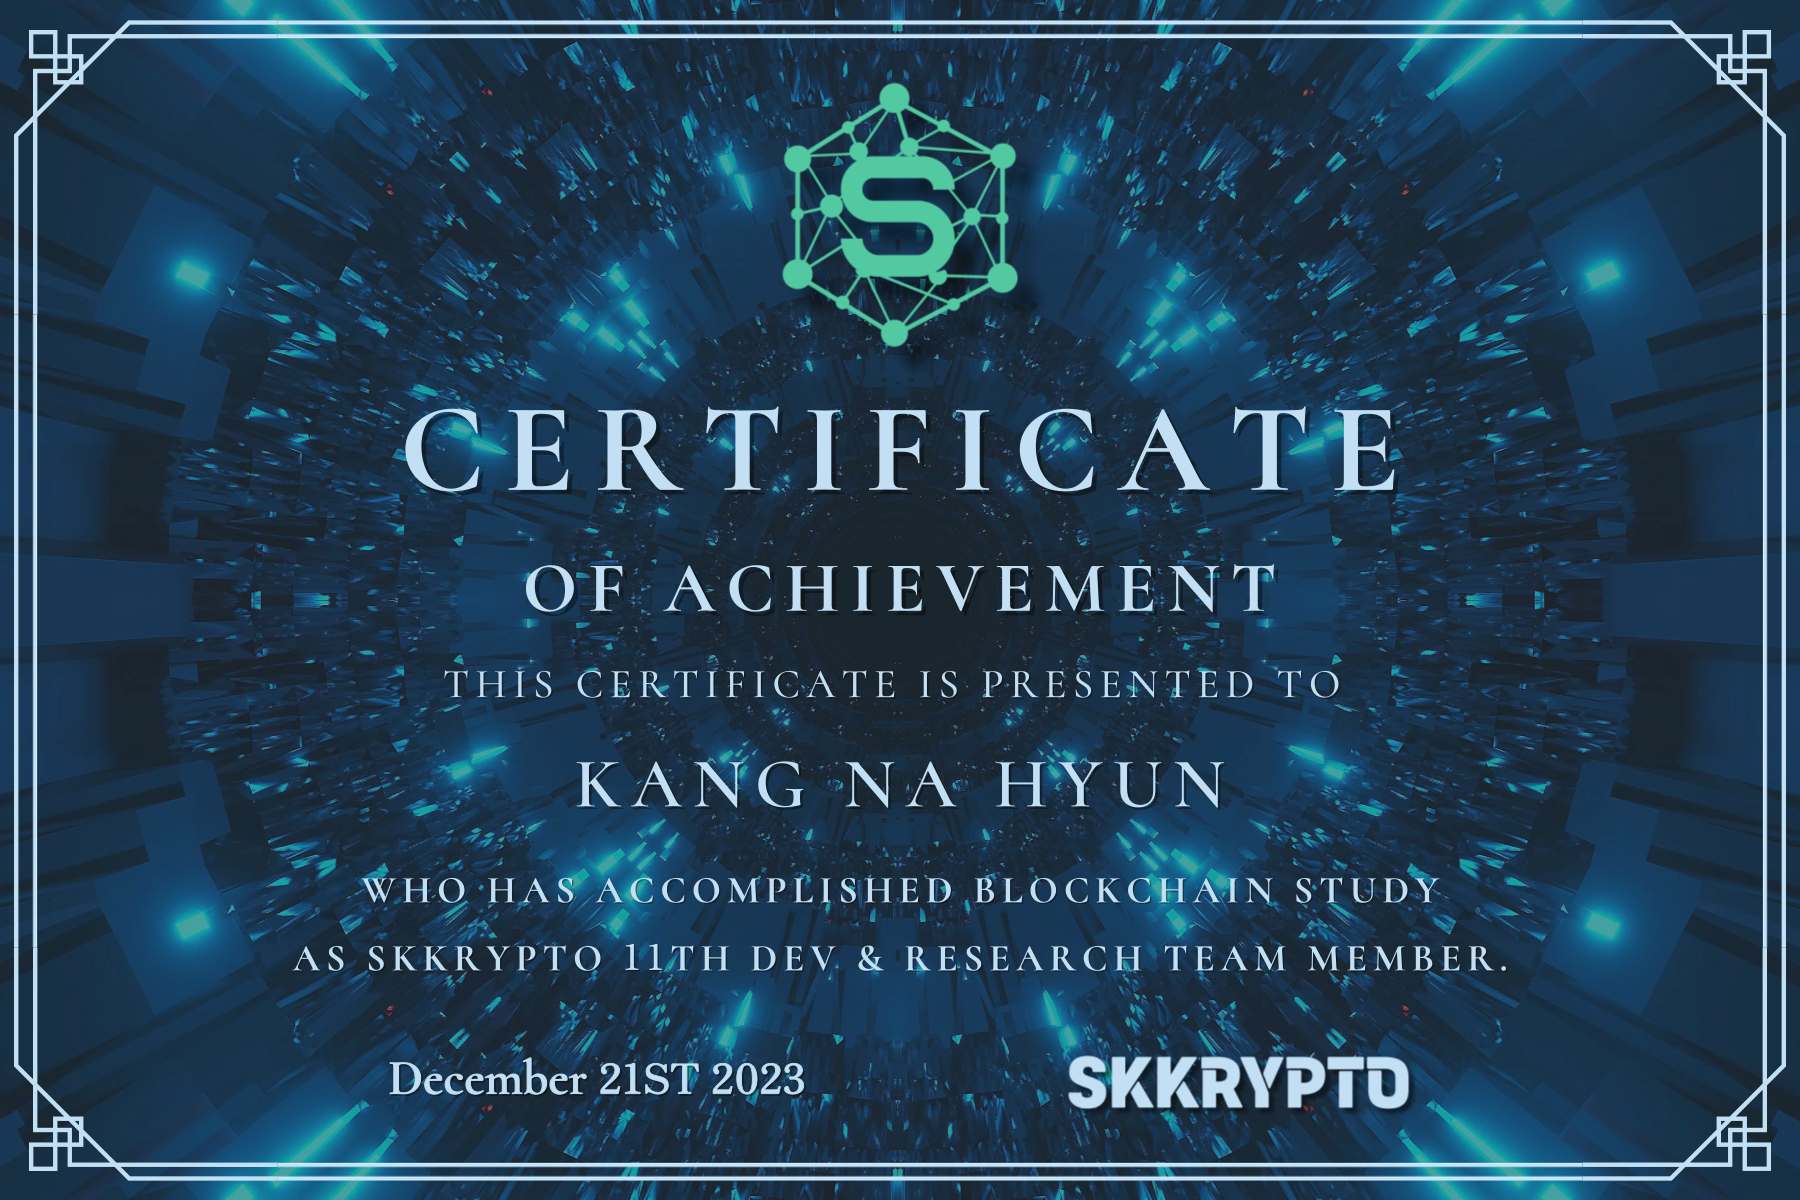 S
CERTIFICATE
OF ACHIEVEMENT
THIS CERTIFICATE IS PRESENTED TO
KANG NA HYUN
WHO HAS ACCOMPLISHED BLOCKCHAIN STUDY
AS SKKRYPTO 11TH DEV & RESEARCH TEAM MEMBER.
December 21ST 2023
SKKRYPTO